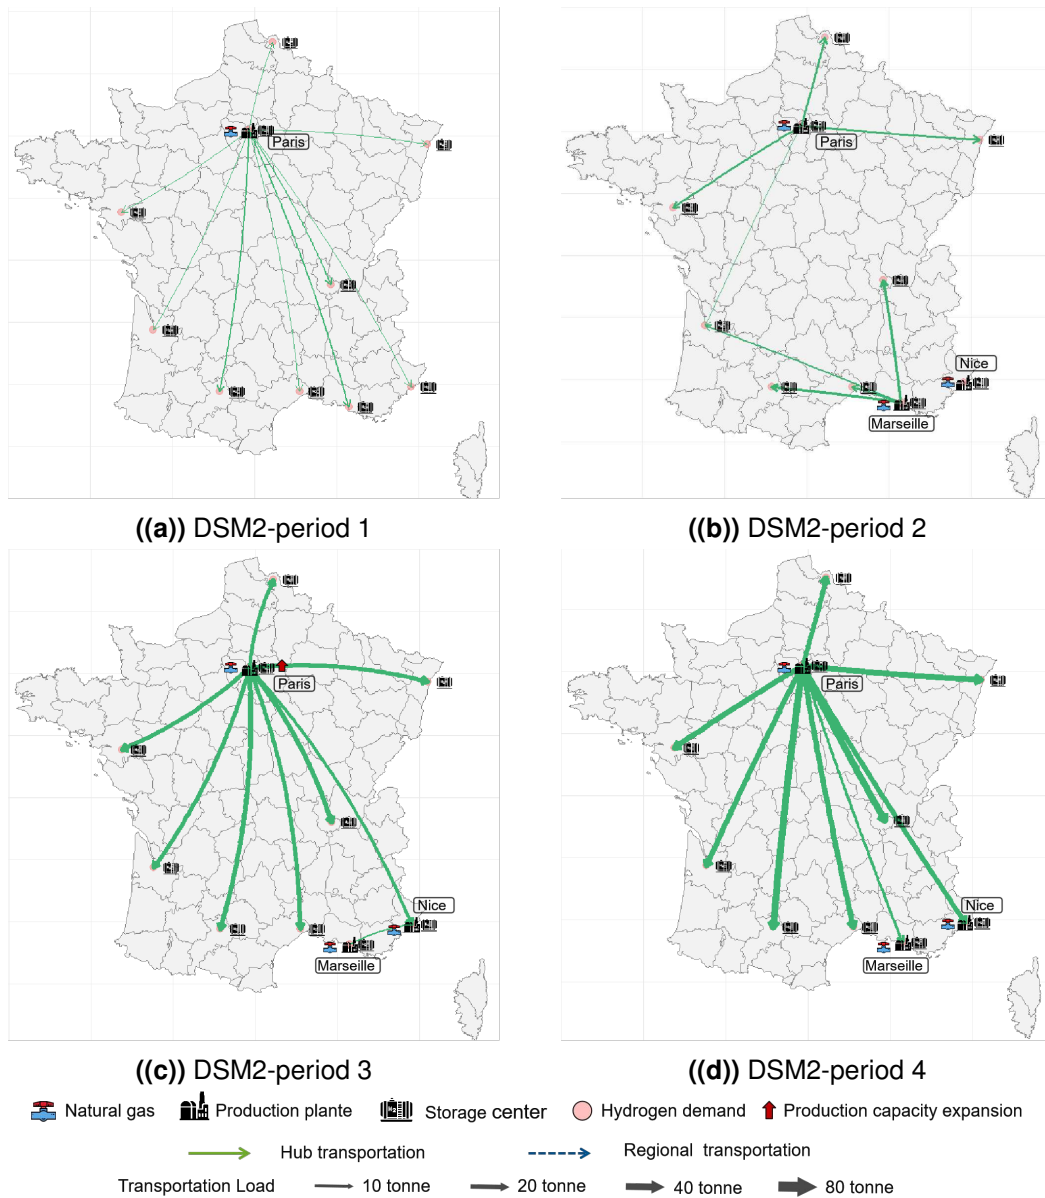 Paris
((a)) DSM2-period 1
Paris
Nice
Marseille
((b)) DSM2-period 2
Paris
Nice
Marseille
((c)) DSM2-period 3
Paris
Nice
Marseille
((d)) DSM2-period 4
Natural gas Production plante Storage center Hydrogen demand Production capacity expansion
Hub transportation Regional transportation
Transportation Load 10 tonne 20 tonne 40 tonne 80 tonne